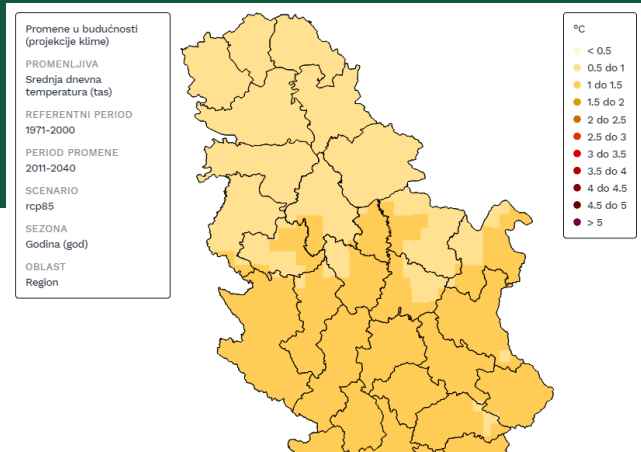 Promene u budućnosti
(projekcije klime)
PROMENLJIVA
Srednja dnevna
temperatura (tas)
REFERENTNI PERIOD
1971-2000
PERIOD PROMENE
2011-2040
SCENARIO
rcp85
SEZONA
Godina (god)
OBLAST
Region
°C
< 0.5
0.5 do 1
1 do 1.5
1.5 do 2
2 do 2.5
2.5 do 3
3 do 3.5
3.5 do 4
4 do 4.5
4.5 do 5
> 5